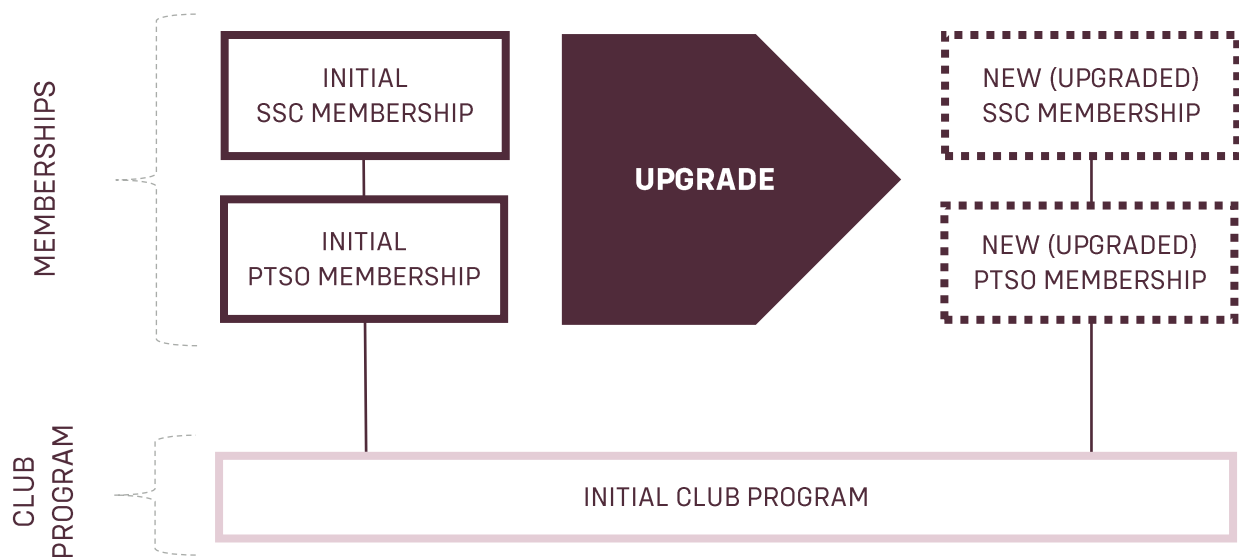 MEMBERSHIPS
INITIAL
SSC MEMBERSHIP
INITIAL
PTSO MEMBERSHIP
UPGRADE
NEW (UPGRADED)
SSC MEMBERSHIP
NEW (UPGRADED)
PTSO MEMBERSHIP
CLUB
PROGRAM
INITIAL CLUB PROGRAM